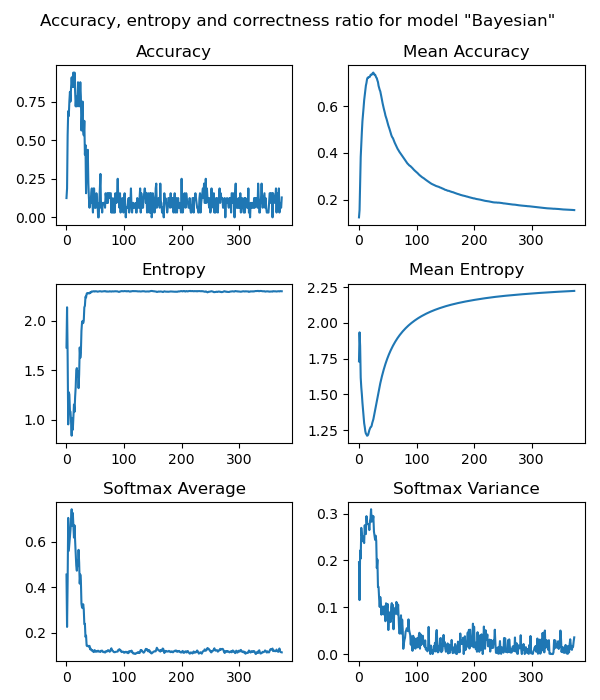 Accuracy, entropy and correctness ratio for model "Bayesian"
Accuracy
Mean Accuracy
0.75
0.50
0.25
0.00
0 100 200 300
0.6
0.4
0.2
0 100 200 300
Entropy
Mean Entropy
2.0
1.5
1.0
0 100 200 300
2.25
2.00
1.75
1.50
1.25
0 100 200 300
Softmax Average
Softmax Variance
0.6
0.4
0.2
0 100 200 300
0.3
0.2
0.1
0.0
0 100 200 300